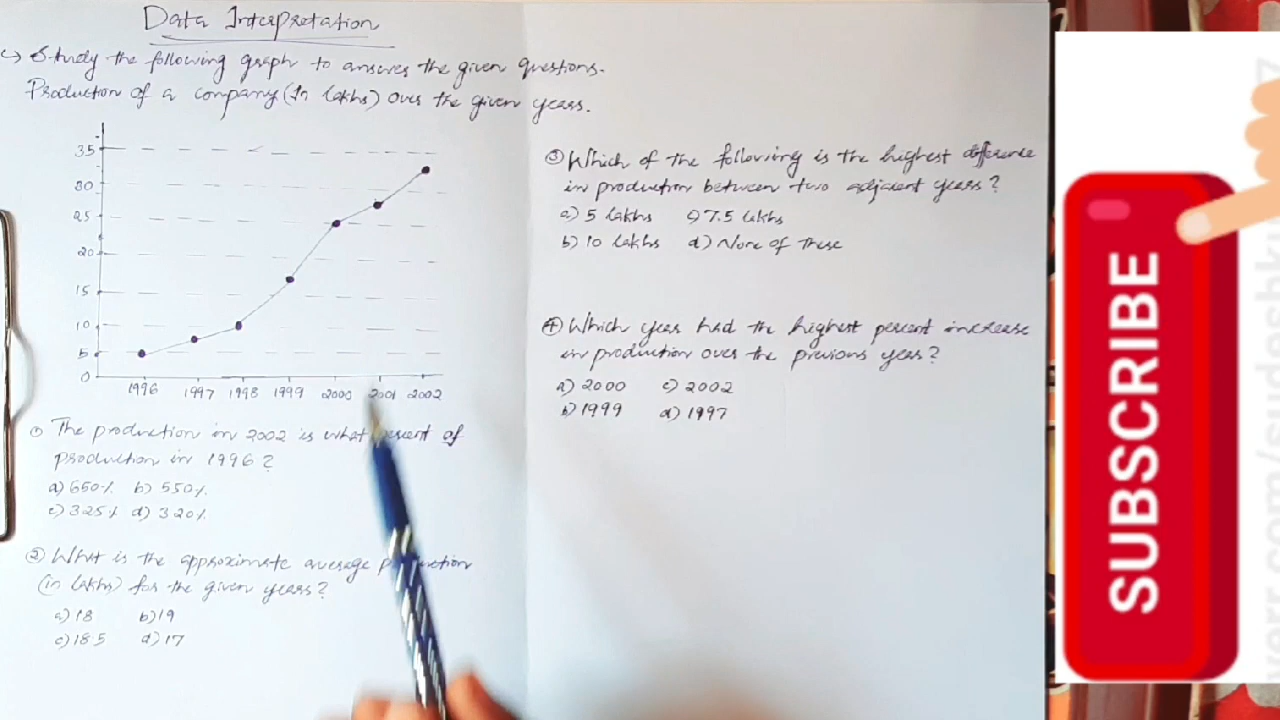 Data Interpretation
Study the following graph to answer the given questions.
Production of a company (In lakhs) over the given years.
35
30
25
20
15
10
5
0
1996 1997 1998 1999 2000 2001 2002
① The production in 2002 is what percent of
production in 1996?
a) 650% b) 550%
c) 325% d) 320%
② What is the approximate average
(in lakhs) for the given years?
a) 18 b) 19
c) 18.5 d) 17
③ Which of the following is the highest difference
in production between two adjacent years?
a) 5 lakhs c) 7.5 lakhs
b) 10 lakhs d) None of these
④ Which year had the highest percent increase
in production over the previous year?
a) 2000 c) 2002
b) 1999 d) 1997
SUBSCRIBE